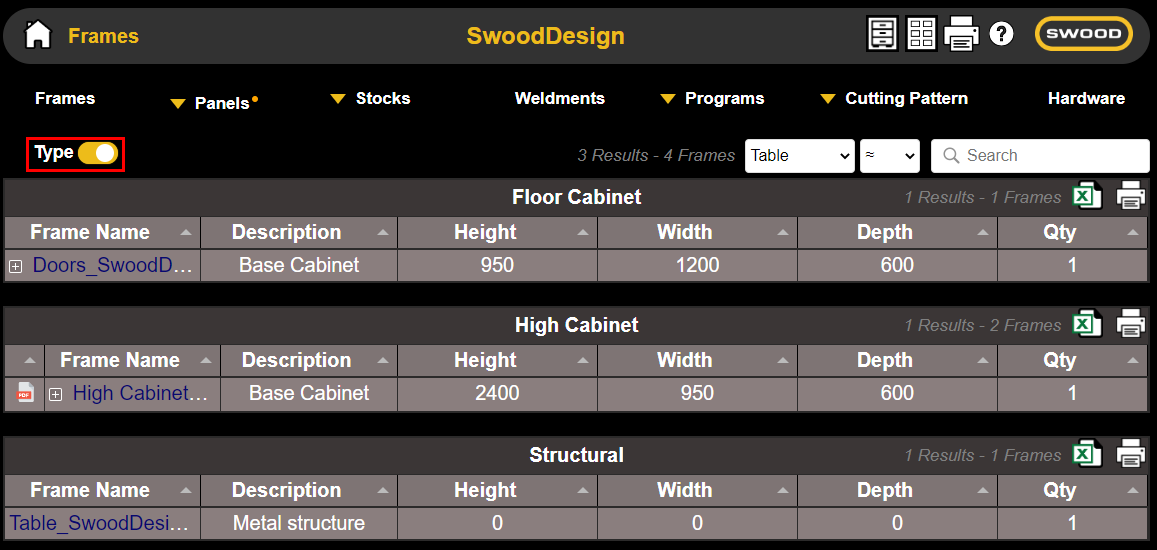 Frames SwoodDesign ? SWOOD
Frames Panels Stocks Weldments Programs Cutting Pattern Hardware
Type 3 Results - 4 Frames Table ≈ Search
Floor Cabinet 1 Results - 1 Frames
Frame Name Description Height Width Depth Qty
Doors_SwoodD... Base Cabinet 950 1200 600 1
High Cabinet 1 Results - 2 Frames
Frame Name Description Height Width Depth Qty
PDF High Cabinet... Base Cabinet 2400 950 600 1
Structural 1 Results - 1 Frames
Frame Name Description Height Width Depth Qty
Table_SwoodDesi... Metal structure 0 0 0 1